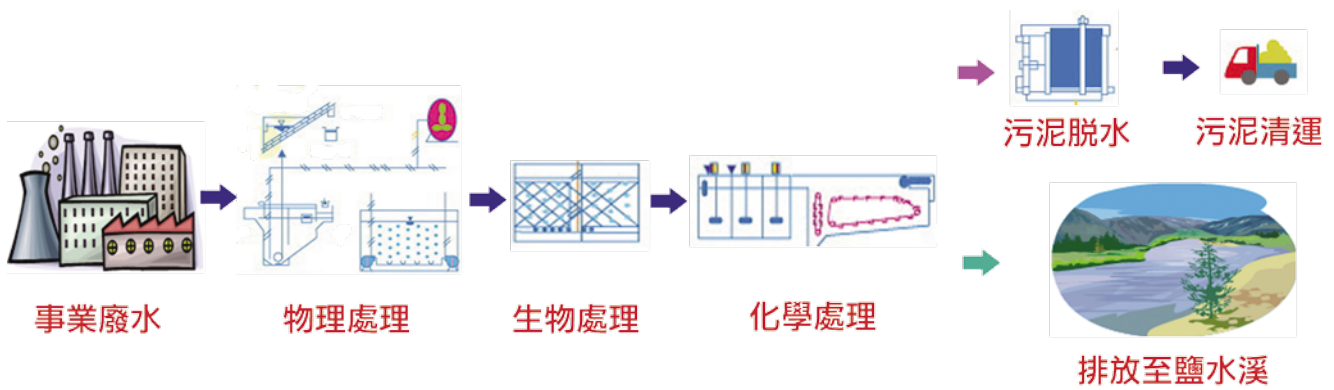 污泥脱水
污泥清運
事業廢水
物理處理
生物處理
化學處理
排放至鹽水溪